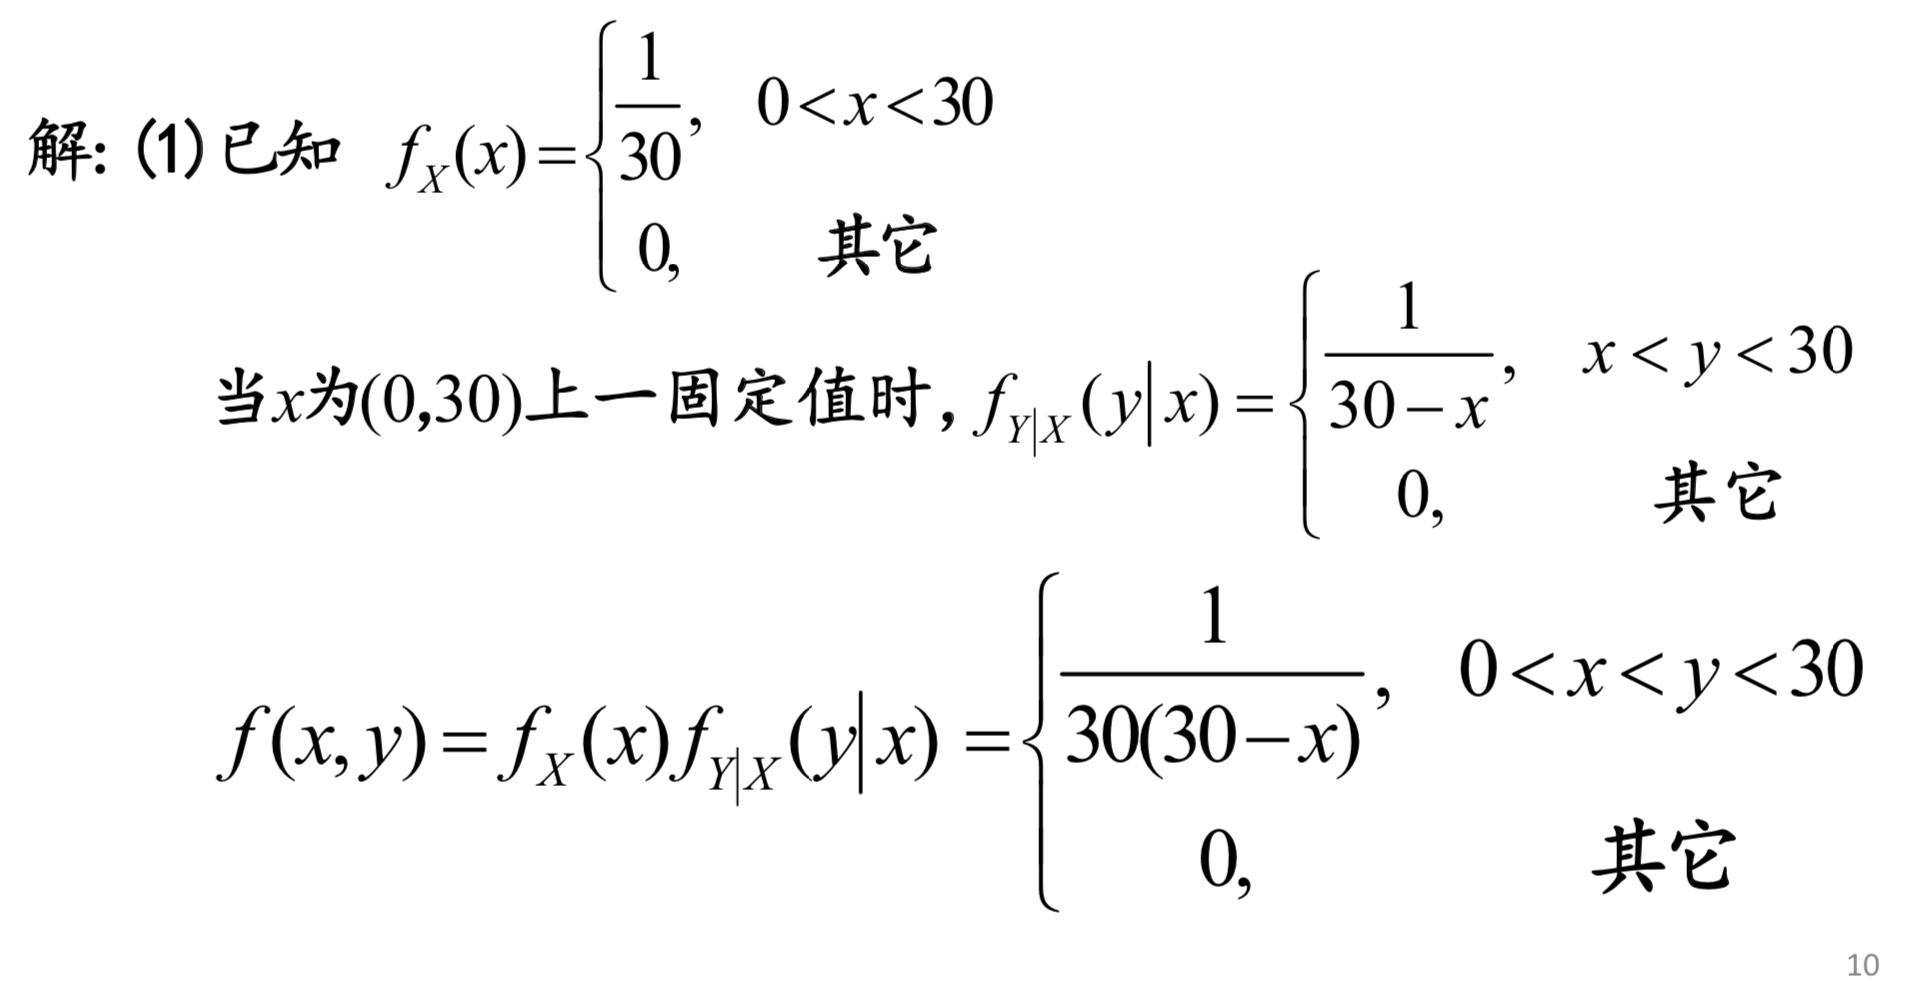 解: (1) 已知 f_X(x) = { 1/30, 0 < x < 30
0, 其它
当x为(0,30)上一固定值时, f_{Y|X}(y|x) = { 1/(30 − x), x < y < 30
0, 其它
f(x, y) = f_X(x) f_{Y|X}(y|x) = { 1/(30(30 − x)), 0 < x < y < 30
0, 其它
10